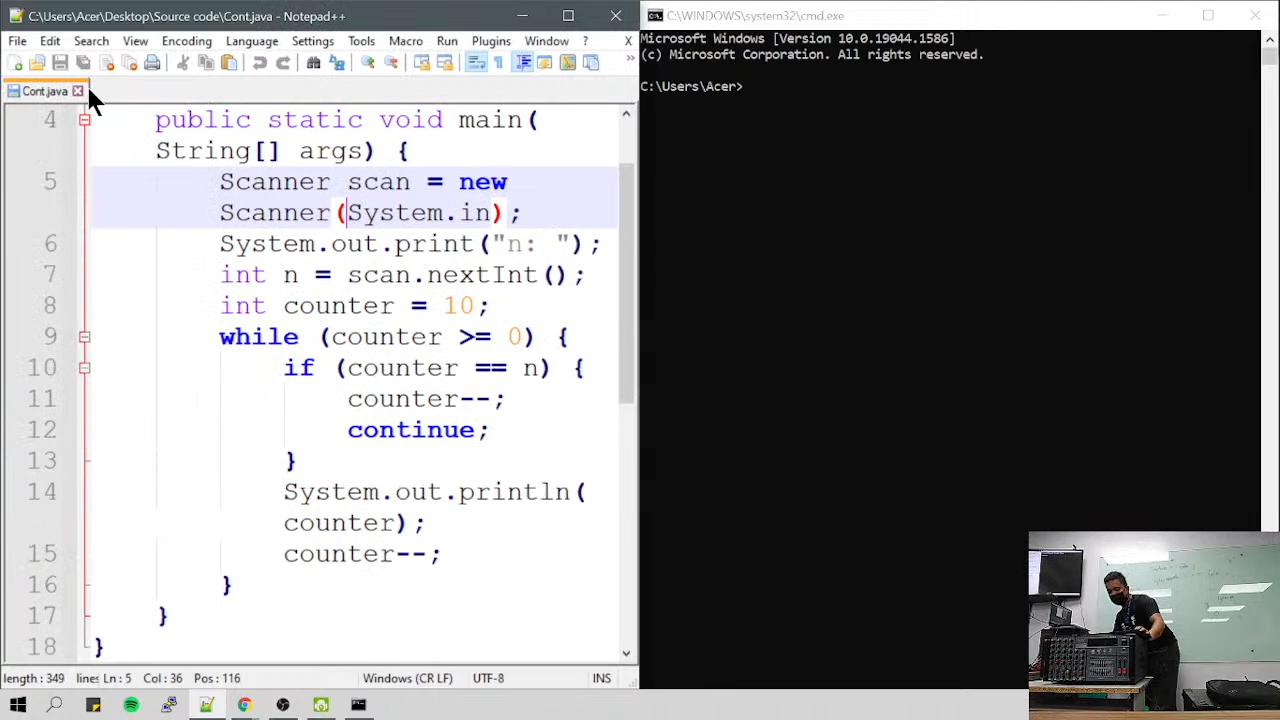 C:\Users\Acer\Desktop\Source code\Cont.java - Notepad++
File Edit Search View Encoding Language Settings Tools Macro Run Plugins Window ? X
Cont.java
4 public static void main(
String[] args) {
5 Scanner scan = new
Scanner(System.in);
6 System.out.print("n: ");
7 int n = scan.nextInt();
8 int counter = 10;
9 while (counter >= 0) {
10 if (counter == n) {
11 counter--;
12 continue;
13 }
14 System.out.println(
counter);
15 counter--;
16 }
17 }
18 }
length: 349 lines Ln: 5 Col: 36 Pos: 116 Windows (CR LF) UTF-8 INS
C:\WINDOWS\system32\cmd.exe
Microsoft Windows [Version 10.0.19044.1586]
(c) Microsoft Corporation. All rights reserved.
C:\Users\Acer>